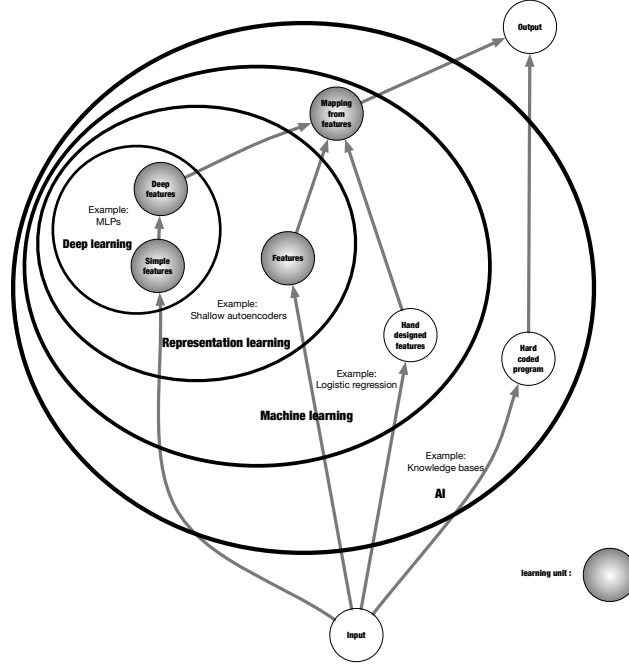 Output
Mapping
from
features
Deep
features
Example:
MLPs
Deep learning
Simple
features
Features
Example:
Shallow autoencoders
Representation learning
Hand
designed
features
Hard
coded
program
Example:
Logistic regression
Machine learning
Example:
Knowledge bases
AI
learning unit :
Input